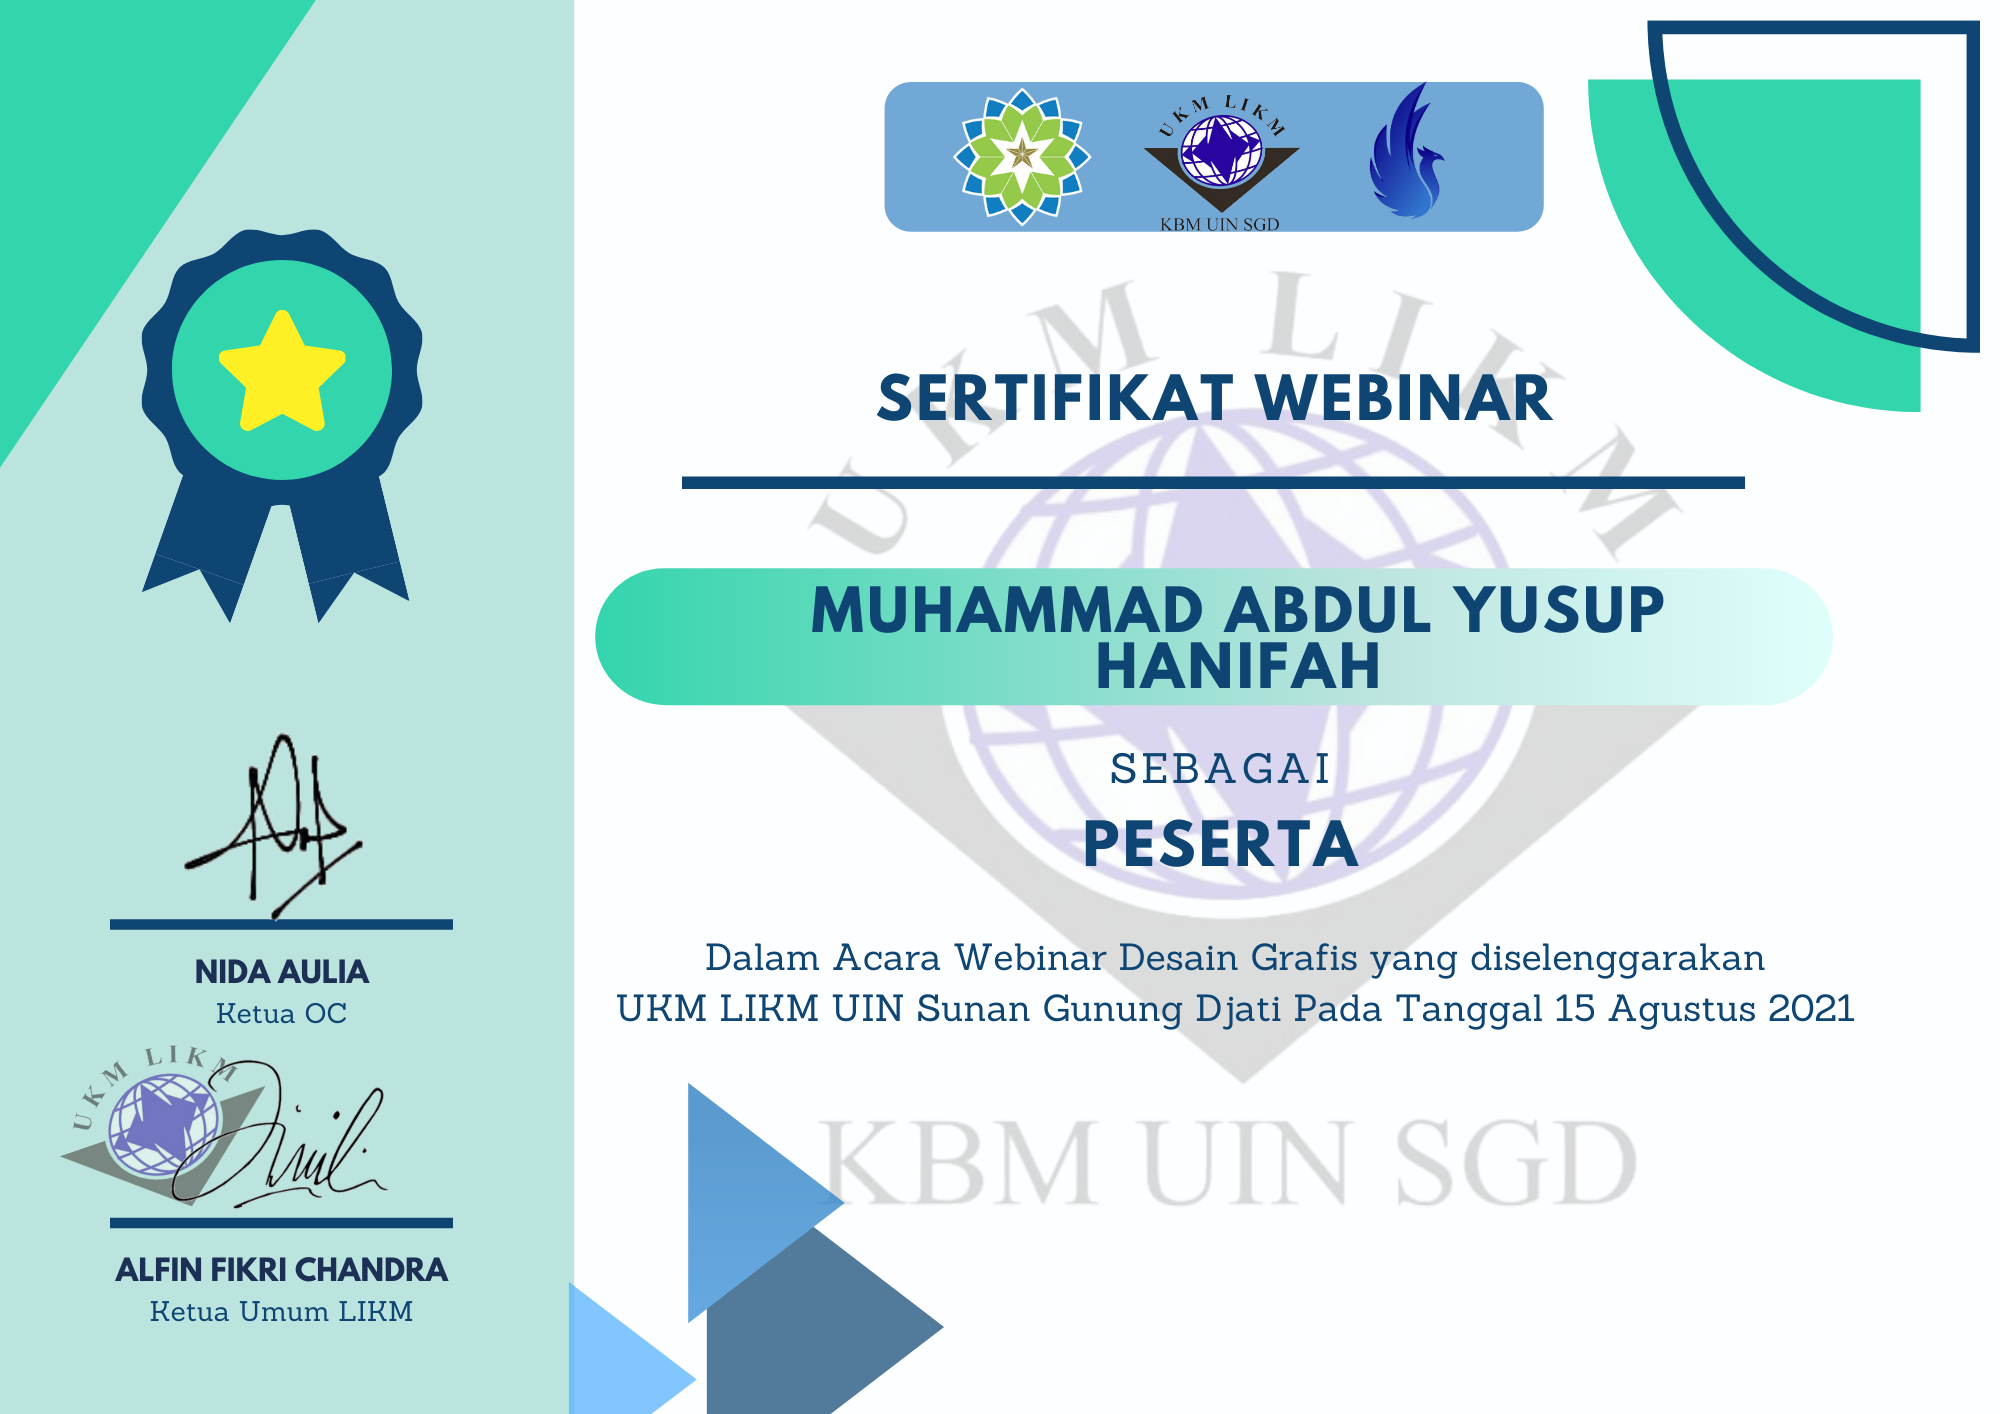 UKM LIKM
KBM UIN SGD
SERTIFIKAT WEBINAR
MUHAMMAD ABDUL YUSUP
HANIFAH
SEBAGAI
PESERTA
Dalam Acara Webinar Desain Grafis yang diselenggarakan
UKM LIKM UIN Sunan Gunung Djati Pada Tanggal 15 Agustus 2021
UKM LIKM
KBM UIN SGD
NIDA AULIA
Ketua OC
UKM LIKM
ALFIN FIKRI CHANDRA
Ketua Umum LIKM